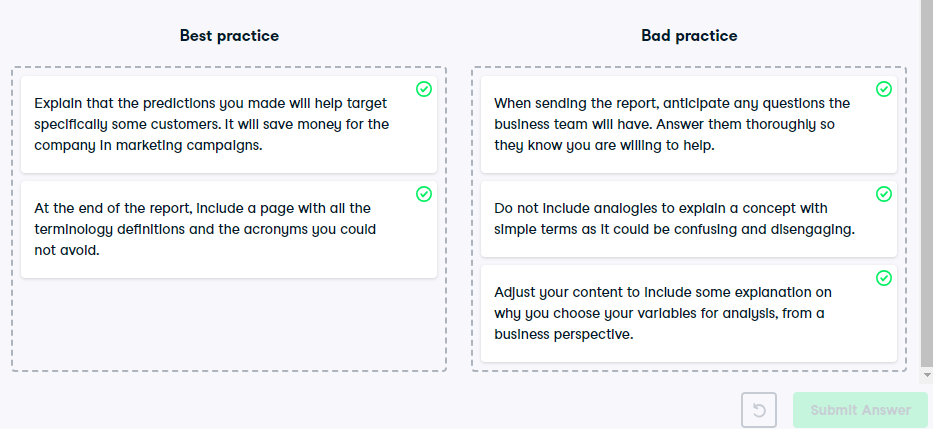 Best practice
Bad practice
Explain that the predictions you made will help target
specifically some customers. It will save money for the
company in marketing campaigns.
At the end of the report, include a page with all the
terminology definitions and the acronyms you could
not avoid.
When sending the report, anticipate any questions the
business team will have. Answer them thoroughly so
they know you are willing to help.
Do not include analogies to explain a concept with
simple terms as it could be confusing and disengaging.
Adjust your content to include some explanation on
why you choose your variables for analysis, from a
business perspective.
Submit Answer